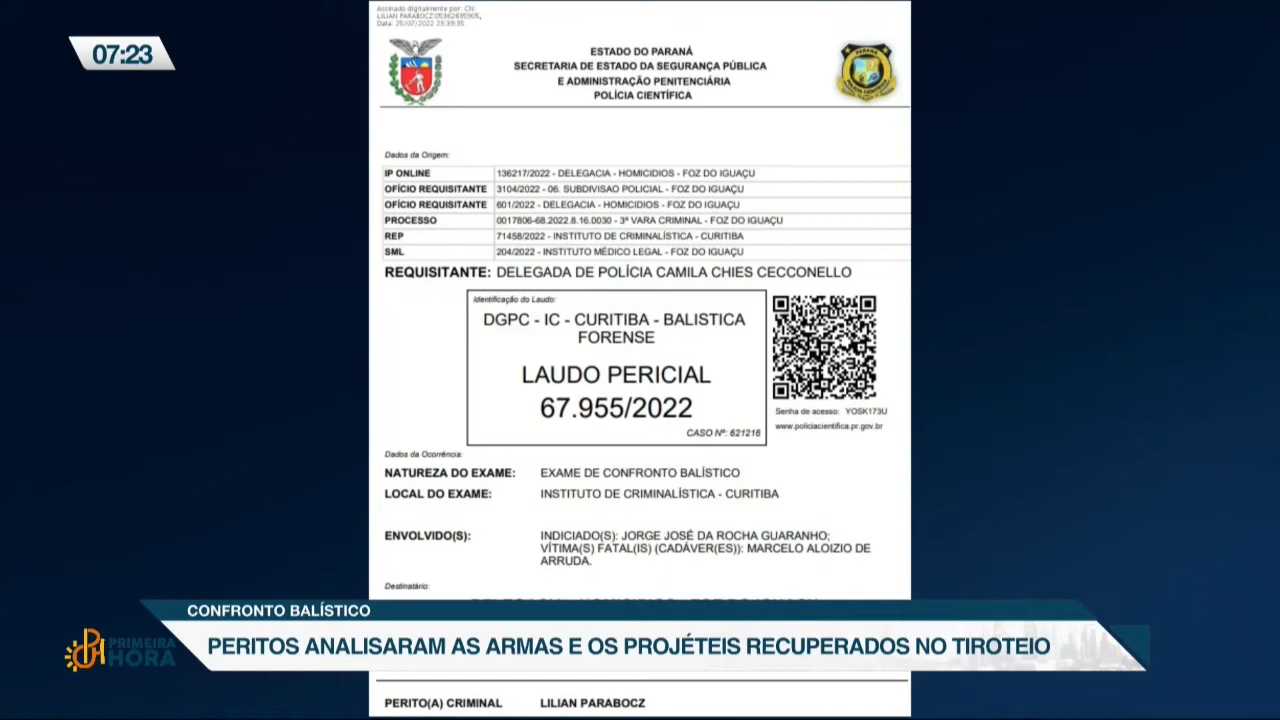 Assinado digitalmente por: CN:
LILIAN PARABOCZ:05362695905,
Data: 25/07/2022 23:39:35
07:23
ESTADO DO PARANÁ
SECRETARIA DE ESTADO DA SEGURANÇA PÚBLICA
E ADMINISTRAÇÃO PENITENCIÁRIA
POLÍCIA CIENTÍFICA
Dados da Origem:
IP ONLINE 136217/2022 - DELEGACIA - HOMICIDIOS - FOZ DO IGUAÇU
OFÍCIO REQUISITANTE 3104/2022 - 06. SUBDIVISAO POLICIAL - FOZ DO IGUAÇU
OFÍCIO REQUISITANTE 601/2022 - DELEGACIA - HOMICIDIOS - FOZ DO IGUAÇU
PROCESSO 0017806-68.2022.8.16.0030 - 3ª VARA CRIMINAL - FOZ DO IGUAÇU
REP 71458/2022 - INSTITUTO DE CRIMINALÍSTICA - CURITIBA
SML 204/2022 - INSTITUTO MÉDICO LEGAL - FOZ DO IGUAÇU
REQUISITANTE: DELEGADA DE POLÍCIA CAMILA CHIES CECCONELLO
Identificação do Laudo:
DGPC - IC - CURITIBA - BALISTICA
FORENSE
LAUDO PERICIAL
67.955/2022
CASO Nº: 621216
Senha de acesso: YOSK173U
www.policiacientifica.pr.gov.br
Dados da Ocorrência:
NATUREZA DO EXAME: EXAME DE CONFRONTO BALÍSTICO
LOCAL DO EXAME: INSTITUTO DE CRIMINALÍSTICA - CURITIBA
ENVOLVIDO(S): INDICIADO(S): JORGE JOSÉ DA ROCHA GUARANHO;
VÍTIMA(S) FATAL(IS) (CADÁVER(ES)): MARCELO ALOIZIO DE
ARRUDA.
Destinatário:
CONFRONTO BALÍSTICO
PRIMEIRA
HORA
PERITOS ANALISARAM AS ARMAS E OS PROJÉTEIS RECUPERADOS NO TIROTEIO
PERITO(A) CRIMINAL LILIAN PARABOCZ